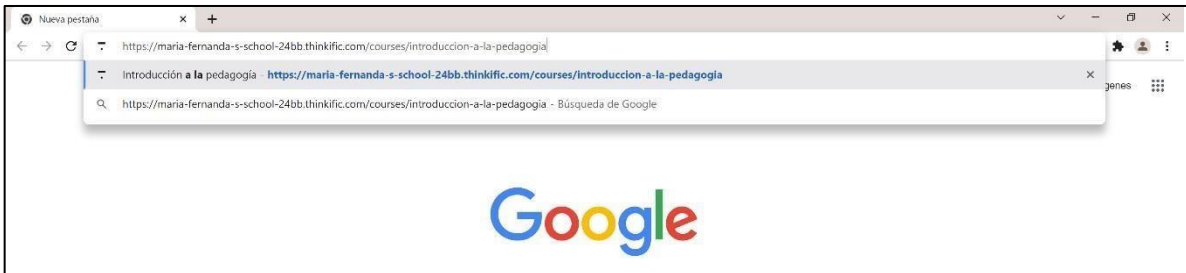 Nueva pestaña
https://maria-fernanda-s-school-24bb.thinkific.com/courses/introduccion-a-la-pedagogia
Introducción a la pedagogía - https://maria-fernanda-s-school-24bb.thinkific.com/courses/introduccion-a-la-pedagogia
ágenes
https://maria-fernanda-s-school-24bb.thinkific.com/courses/introduccion-a-la-pedagogia - Búsqueda de Google
Google